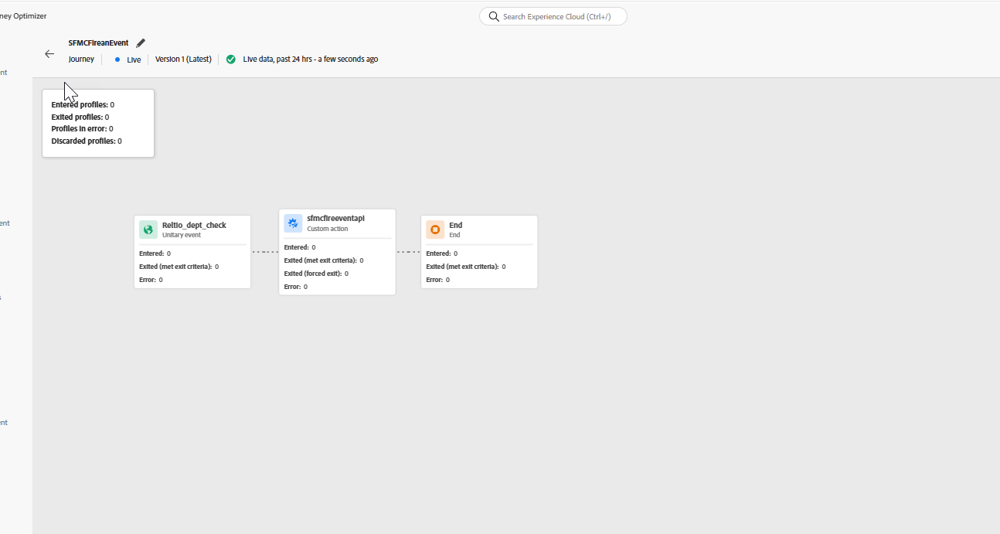 ney Optimizer
Search Experience Cloud (Ctrl+/)
SFMCFireanEvent
Journey
Live
Version 1 (Latest)
Live data, past 24 hrs - a few seconds ago
nt
Entered profiles: 0
Exited profiles: 0
Profiles in error: 0
Discarded profiles: 0
Reltio_dept_check
Unitary event
Entered: 0
Exited (met exit criteria): 0
Error: 0
sfmcfireeventapi
Custom action
Entered: 0
Exited (met exit criteria): 0
Exited (forced exit): 0
Error: 0
End
End
Entered: 0
Exited (met exit criteria): 0
Error: 0
ent
s
ent